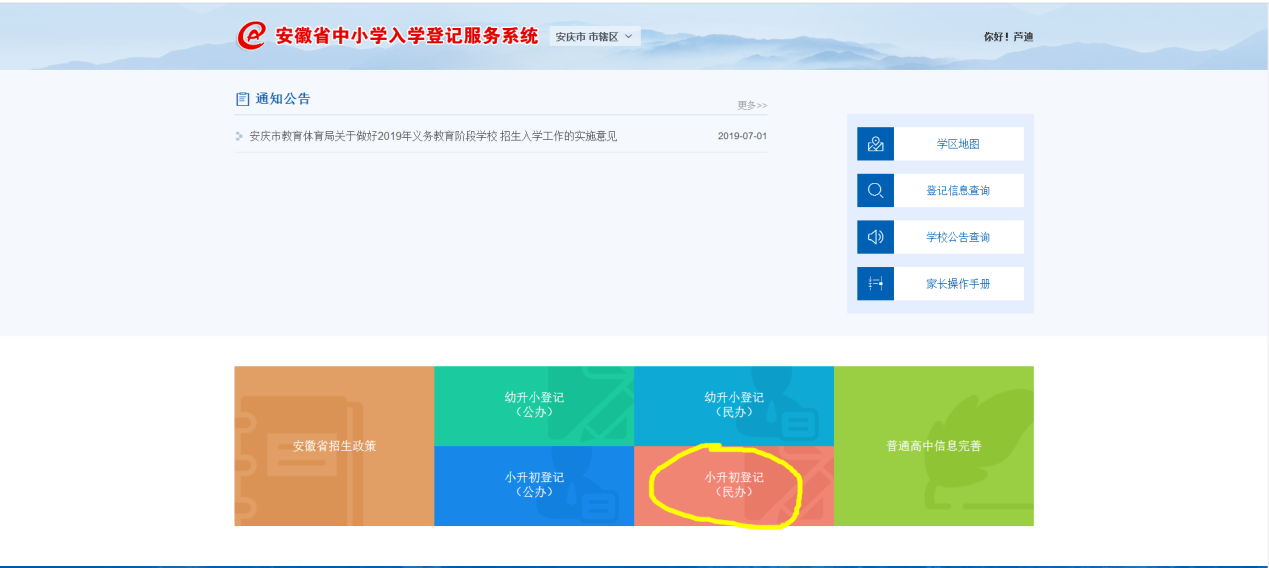 安徽省中小学入学登记服务系统
安庆市 市辖区
你好！芦迪
通知公告
更多>>
安庆市教育体育局关于做好2019年义务教育阶段学校 招生入学工作的实施意见
2019-07-01
学区地图
登记信息查询
学校公告查询
家长操作手册
安徽省招生政策
幼升小登记
（公办）
幼升小登记
（民办）
小升初登记
（公办）
小升初登记
（民办）
普通高中信息完善